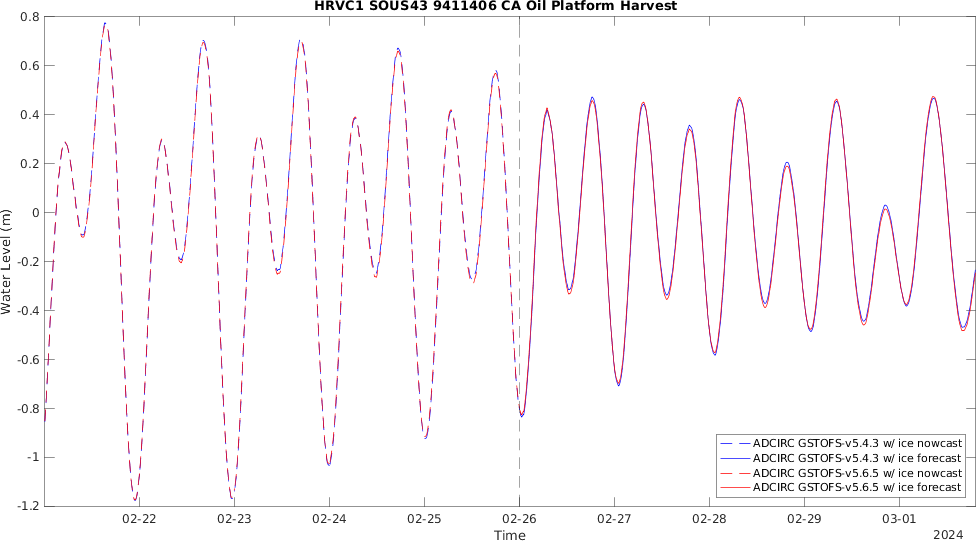 HRVC1 SOUS43 9411406 CA Oil Platform Harvest
0.8
0.6
0.4
0.2
0
-0.2
-0.4
-0.6
-0.8
-1
-1.2
Water Level (m)
ADCIRC GSTOFS-v5.4.3 w/ ice nowcast
ADCIRC GSTOFS-v5.4.3 w/ ice forecast
ADCIRC GSTOFS-v5.6.5 w/ ice nowcast
ADCIRC GSTOFS-v5.6.5 w/ ice forecast
02-22 02-23 02-24 02-25 02-26 02-27 02-28 02-29 03-01
Time
2024